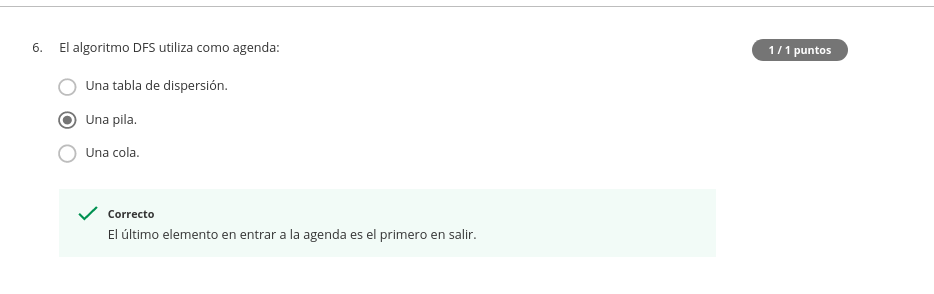 6. El algoritmo DFS utiliza como agenda:
1 / 1 puntos
Una tabla de dispersión.
Una pila.
Una cola.
Correcto
El último elemento en entrar a la agenda es el primero en salir.